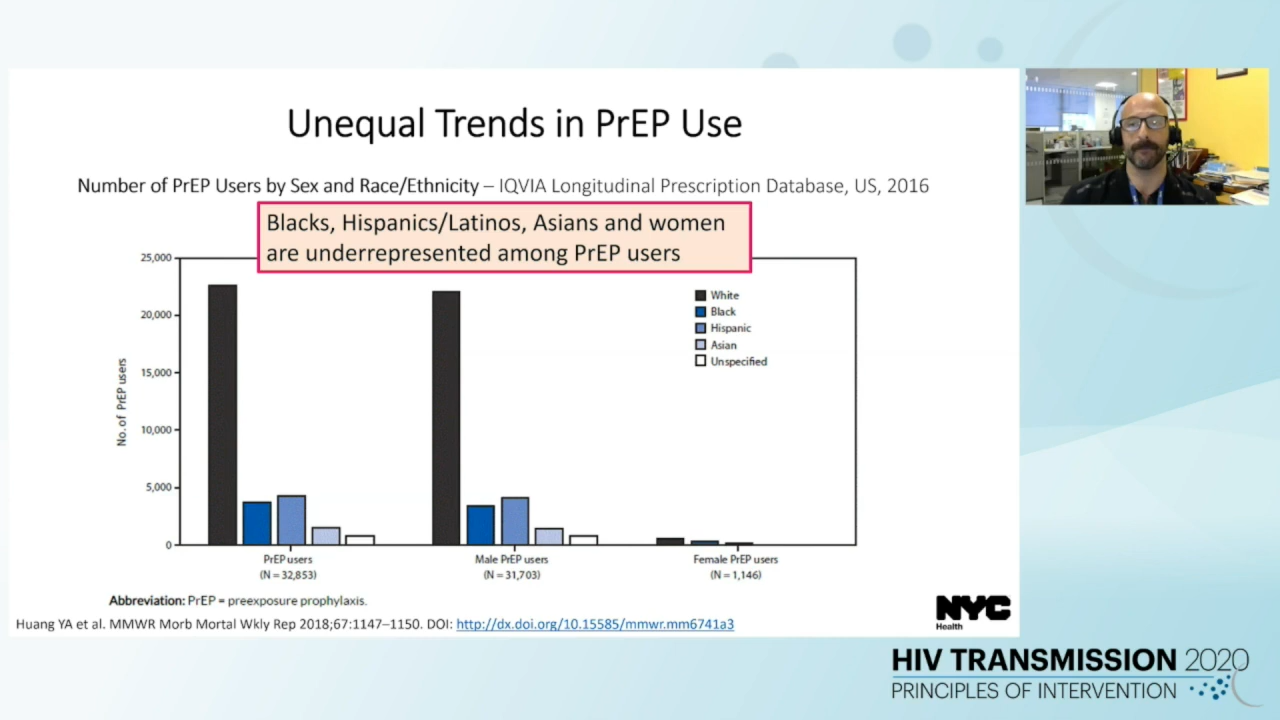 Unequal Trends in PrEP Use
Number of PrEP Users by Sex and Race/Ethnicity – IQVIA Longitudinal Prescription Database, US, 2016
Blacks, Hispanics/Latinos, Asians and women
are underrepresented among PrEP users
25,000
20,000
15,000
10,000
5,000
0
No. of PrEP users
White
Black
Hispanic
Asian
Unspecified
PrEP users
(N = 32,853)
Male PrEP users
(N = 31,703)
Female PrEP users
(N = 1,146)
Abbreviation: PrEP = preexposure prophylaxis.
Huang YA et al. MMWR Morb Mortal Wkly Rep 2018;67:1147–1150. DOI: http://dx.doi.org/10.15585/mmwr.mm6741a3
NYC
Health
HIV TRANSMISSION 2020
PRINCIPLES OF INTERVENTION